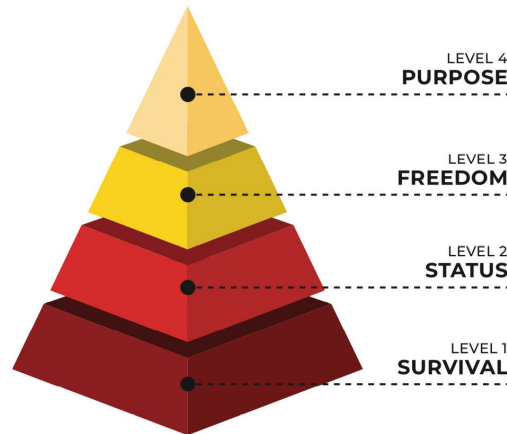 LEVEL 4
PURPOSE
LEVEL 3
FREEDOM
LEVEL 2
STATUS
LEVEL 1
SURVIVAL